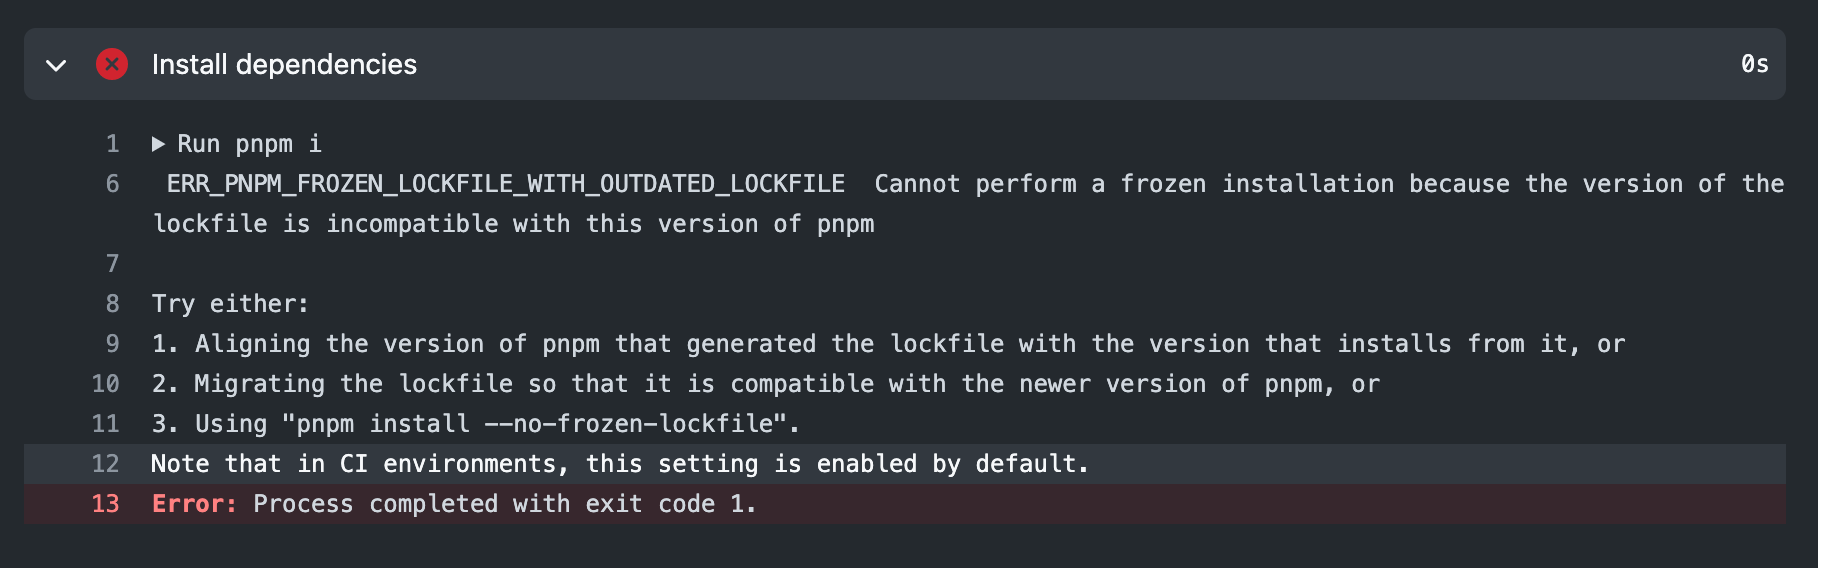 Install dependencies 0s
1 Run pnpm i
6 ERR_PNPM_FROZEN_LOCKFILE_WITH_OUTDATED_LOCKFILE  Cannot perform a frozen installation because the version of the
lockfile is incompatible with this version of pnpm
7
8 Try either:
9 1. Aligning the version of pnpm that generated the lockfile with the version that installs from it, or
10 2. Migrating the lockfile so that it is compatible with the newer version of pnpm, or
11 3. Using "pnpm install --no-frozen-lockfile".
12 Note that in CI environments, this setting is enabled by default.
13 Error: Process completed with exit code 1.